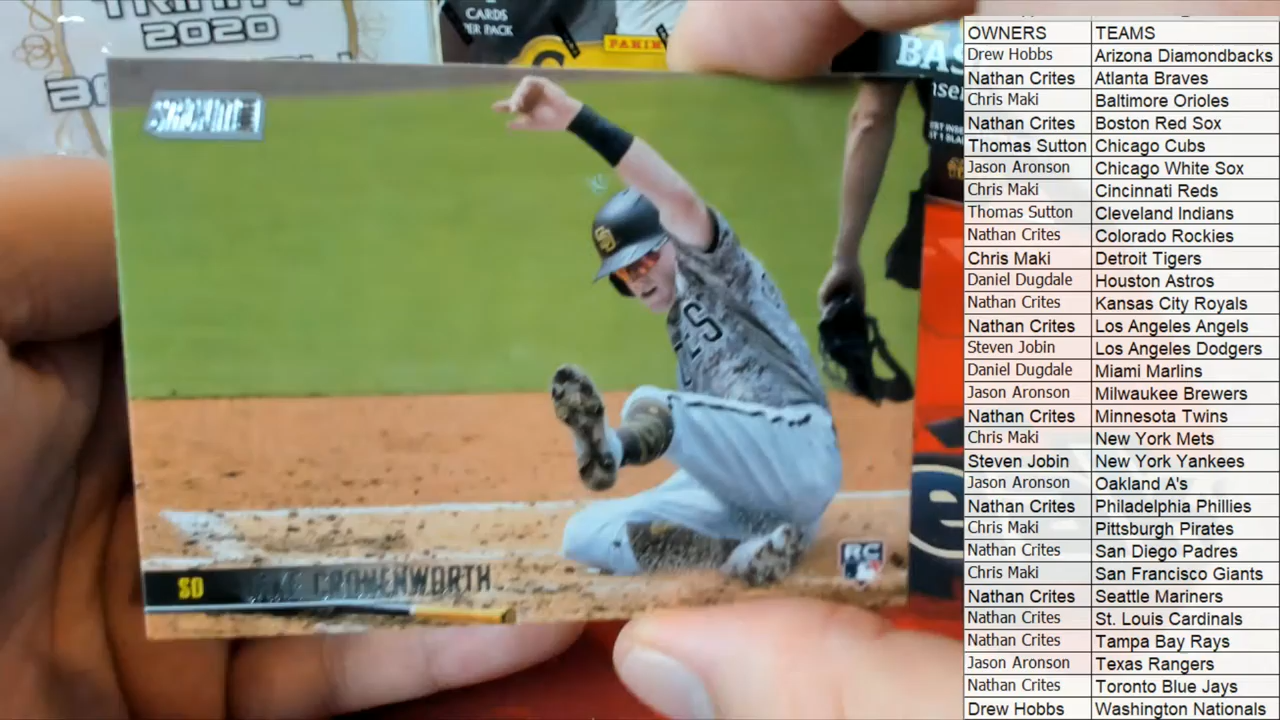 TRINITY
2020
CARDS
PER PACK
PANINI
BAS
STADIUM
SD
LES
SD JAKE CRONENWORTH
RC
e
OWNERS TEAMS
Drew Hobbs Arizona Diamondbacks
Nathan Crites Atlanta Braves
Chris Maki Baltimore Orioles
Nathan Crites Boston Red Sox
Thomas Sutton Chicago Cubs
Jason Aronson Chicago White Sox
Chris Maki Cincinnati Reds
Thomas Sutton Cleveland Indians
Nathan Crites Colorado Rockies
Chris Maki Detroit Tigers
Daniel Dugdale Houston Astros
Nathan Crites Kansas City Royals
Nathan Crites Los Angeles Angels
Steven Jobin Los Angeles Dodgers
Daniel Dugdale Miami Marlins
Jason Aronson Milwaukee Brewers
Nathan Crites Minnesota Twins
Chris Maki New York Mets
Steven Jobin New York Yankees
Jason Aronson Oakland A's
Nathan Crites Philadelphia Phillies
Chris Maki Pittsburgh Pirates
Nathan Crites San Diego Padres
Chris Maki San Francisco Giants
Nathan Crites Seattle Mariners
Nathan Crites St. Louis Cardinals
Nathan Crites Tampa Bay Rays
Jason Aronson Texas Rangers
Nathan Crites Toronto Blue Jays
Drew Hobbs Washington Nationals